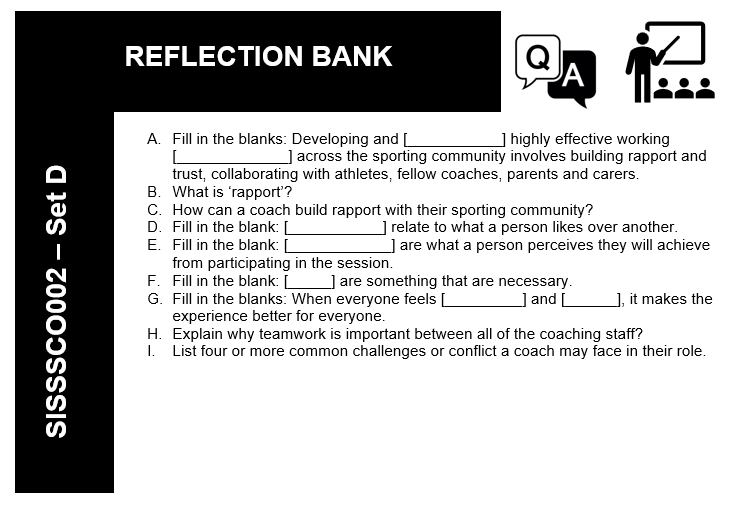 REFLECTION BANK
Q
A
SISSSCO002 – Set D
A. Fill in the blanks: Developing and [____________] highly effective working
[______________] across the sporting community involves building rapport and
trust, collaborating with athletes, fellow coaches, parents and carers.
B. What is ‘rapport’?
C. How can a coach build rapport with their sporting community?
D. Fill in the blank: [____________] relate to what a person likes over another.
E. Fill in the blank: [_____________] are what a person perceives they will achieve
from participating in the session.
F. Fill in the blank: [_____] are something that are necessary.
G. Fill in the blanks: When everyone feels [__________] and [______], it makes the
experience better for everyone.
H. Explain why teamwork is important between all of the coaching staff?
I. List four or more common challenges or conflict a coach may face in their role.